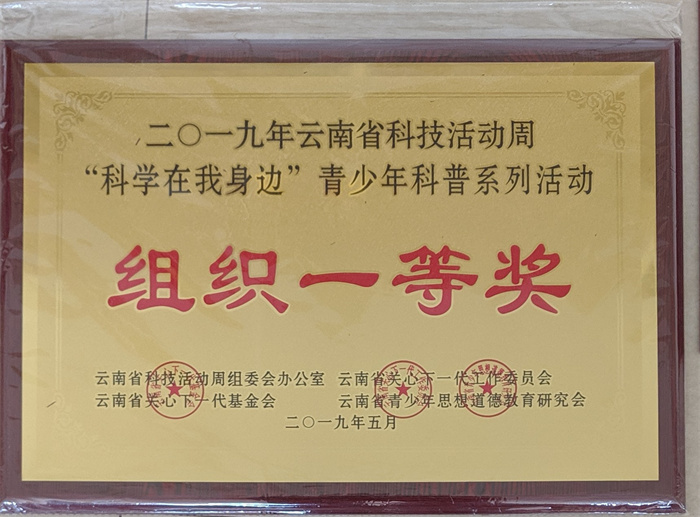 二〇一九年云南省科技活动周
“科学在我身边”青少年科普系列活动
组织一等奖
云南省科技活动周组委会办公室 云南省关心下一代工作委员会
云南省关心下一代基金会 云南省青少年思想道德教育研究会
二〇一九年五月